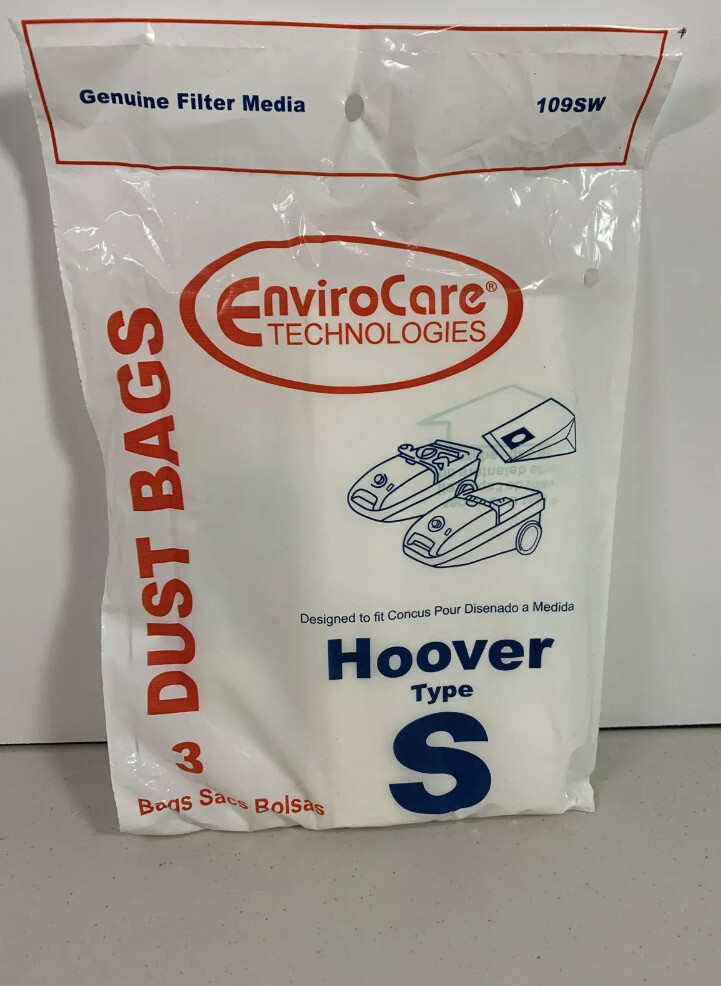 Genuine Filter Media
109SW
EnviroCare®
TECHNOLOGIES
DUST BAGS
Designed to fit Concus Pour Disenado a Medida
Hoover
Type
S
3
Bags Sacs Bolsas